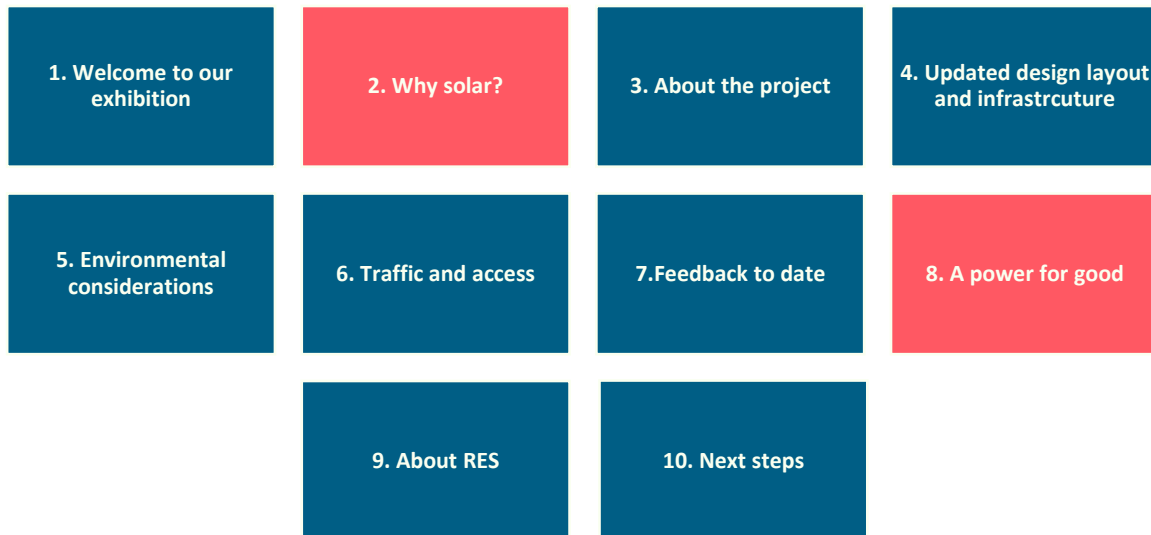 1. Welcome to our
exhibition
2. Why solar?
3. About the project
4. Updated design layout
and infrastrcuture
5. Environmental
considerations
6. Traffic and access
7.Feedback to date
8. A power for good
9. About RES
10. Next steps